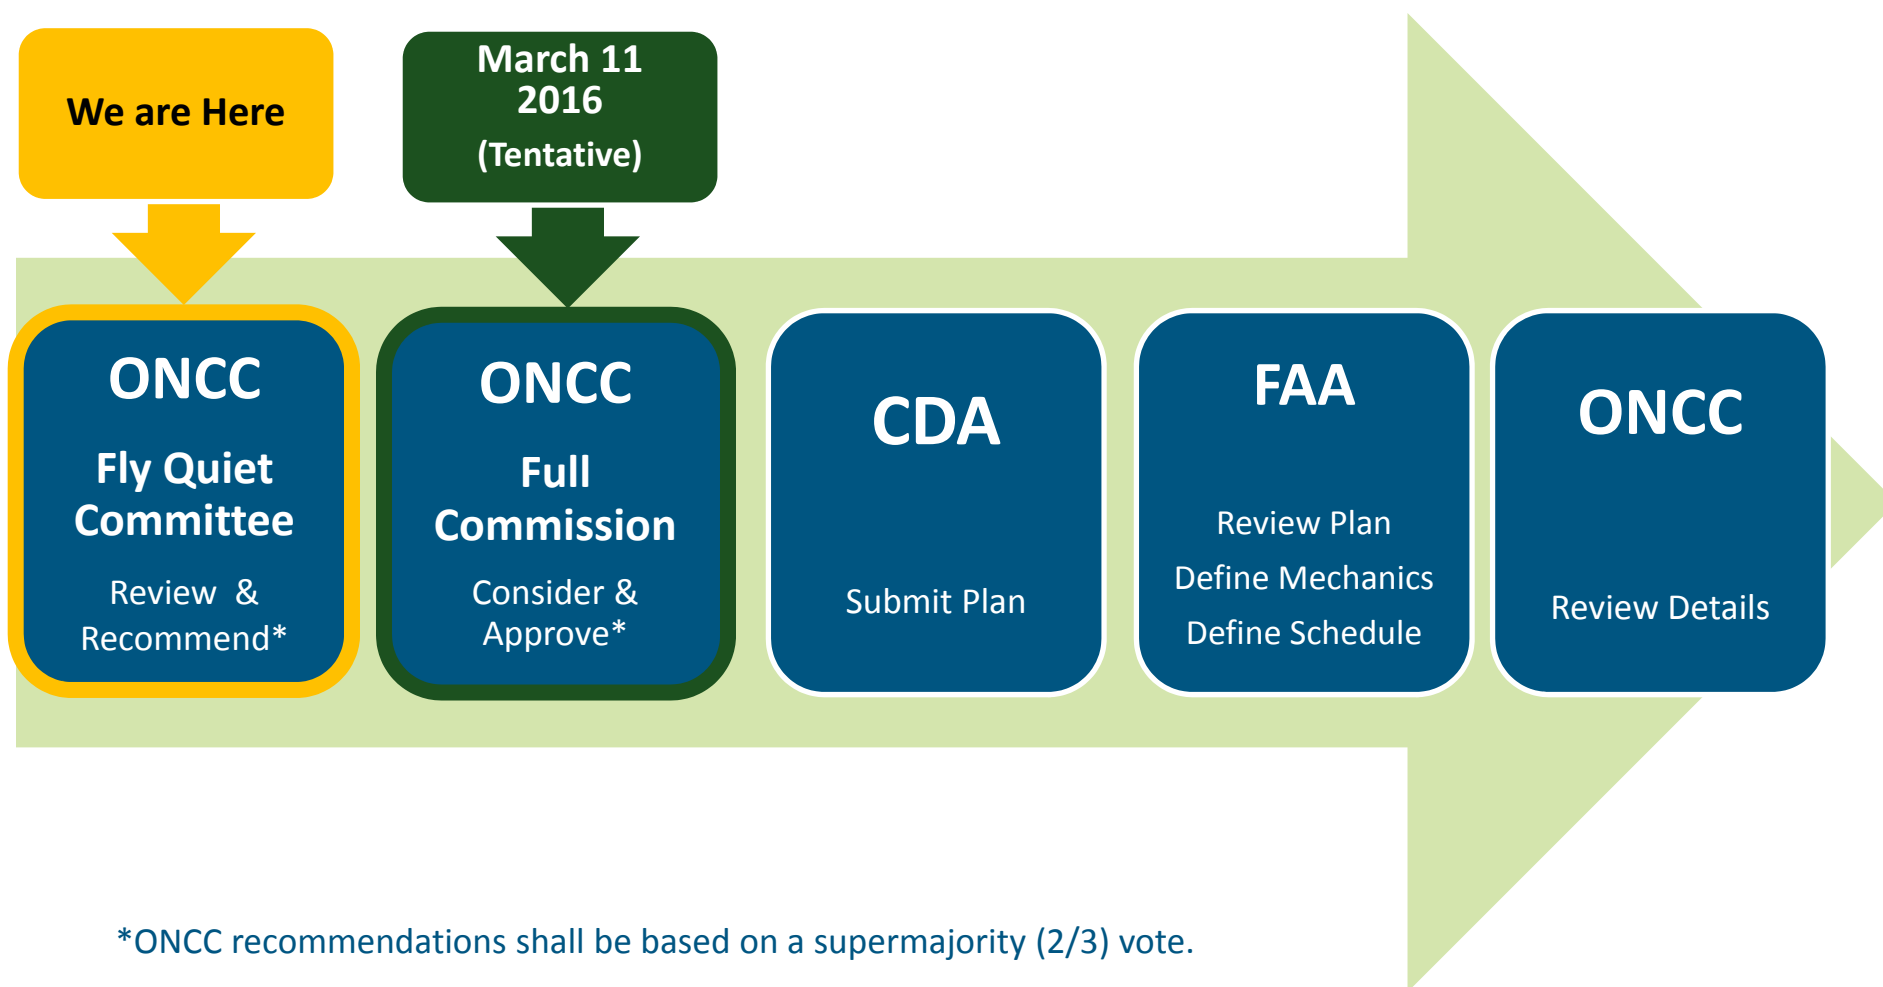 We are Here
March 11
2016
(Tentative)
ONCC
Fly Quiet
Committee
Review &
Recommend*
ONCC
Full
Commission
Consider &
Approve*
CDA
Submit Plan
FAA
Review Plan
Define Mechanics
Define Schedule
ONCC
Review Details
*ONCC recommendations shall be based on a supermajority (2/3) vote.